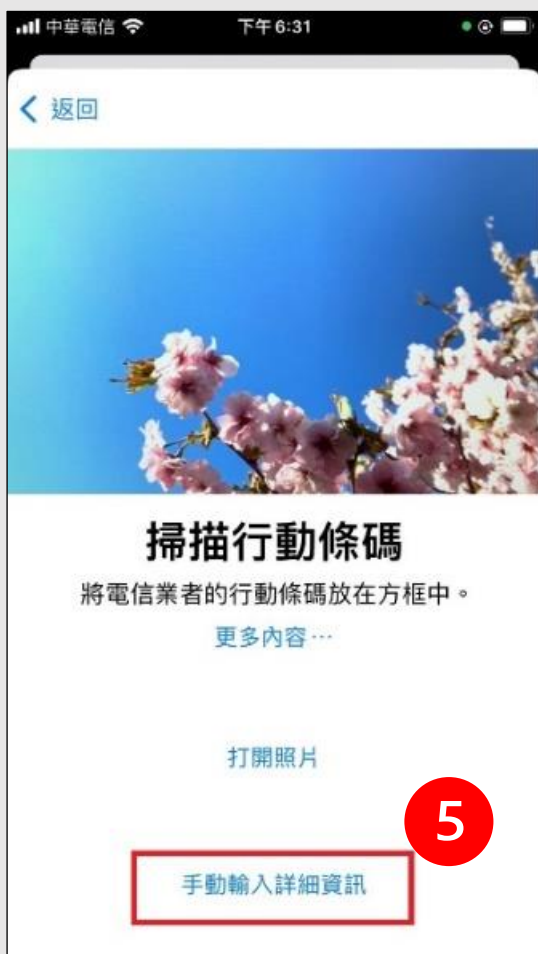 中華電信 下午 6:31
返回
掃描行動條碼
將電信業者的行動條碼放在方框中。
更多內容…
打開照片
5
手動輸入詳細資訊